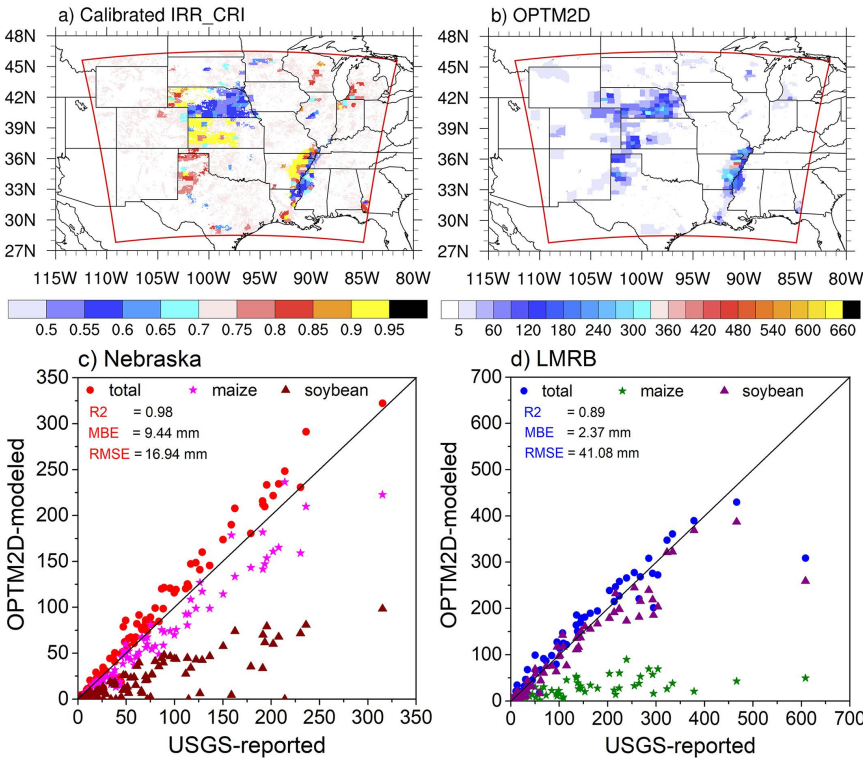 a) Calibrated IRR_CRI
b) OPTM2D
48N
45N
42N
39N
36N
33N
30N
27N
115W 110W 105W 100W 95W 90W 85W 80W
48N
45N
42N
39N
36N
33N
30N
27N
115W 110W 105W 100W 95W 90W 85W 80W
0.5 0.55 0.6 0.65 0.7 0.75 0.8 0.85 0.9 0.95
5 60 120 180 240 300 360 420 480 540 600 660
c) Nebraska
total maize soybean
R2 = 0.98
MBE = 9.44 mm
RMSE = 16.94 mm
350
300
250
200
150
100
50
0
0 50 100 150 200 250 300 350
OPTM2D-modeled
USGS-reported
d) LMRB
total maize soybean
R2 = 0.89
MBE = 2.37 mm
RMSE = 41.08 mm
700
600
500
400
300
200
100
0
0 100 200 300 400 500 600 700
OPTM2D-modeled
USGS-reported